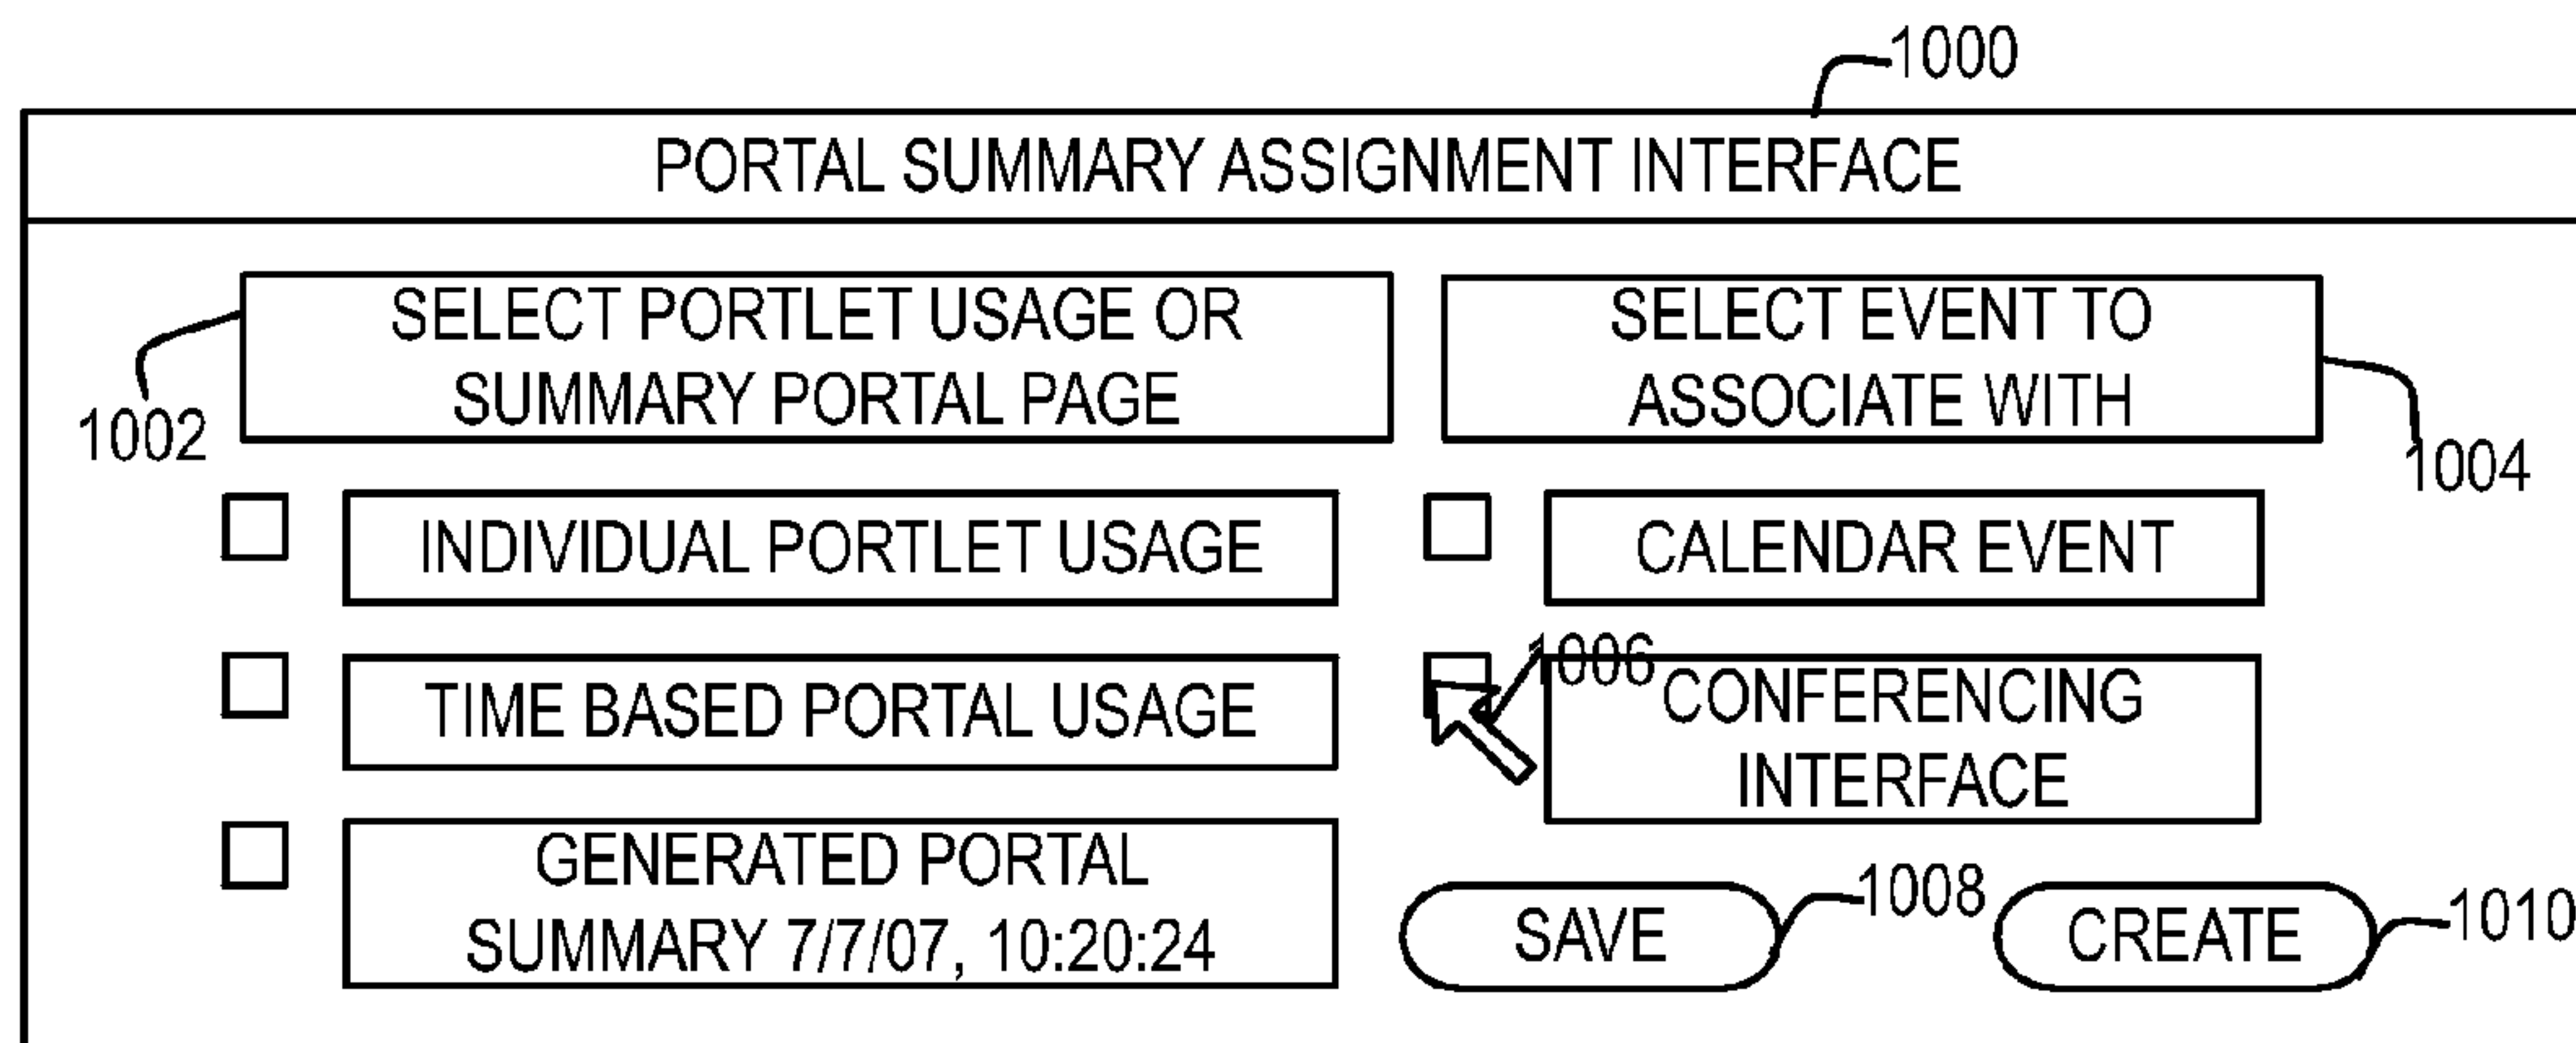 1000
PORTAL SUMMARY ASSIGNMENT INTERFACE
SELECT PORTLET USAGE OR
SUMMARY PORTAL PAGE
1002
SELECT EVENT TO
ASSOCIATE WITH
1004
INDIVIDUAL PORTLET USAGE
CALENDAR EVENT
TIME BASED PORTAL USAGE
1006
CONFERENCING
INTERFACE
GENERATED PORTAL
SUMMARY 7/7/07, 10:20:24
SAVE
1008
CREATE
1010